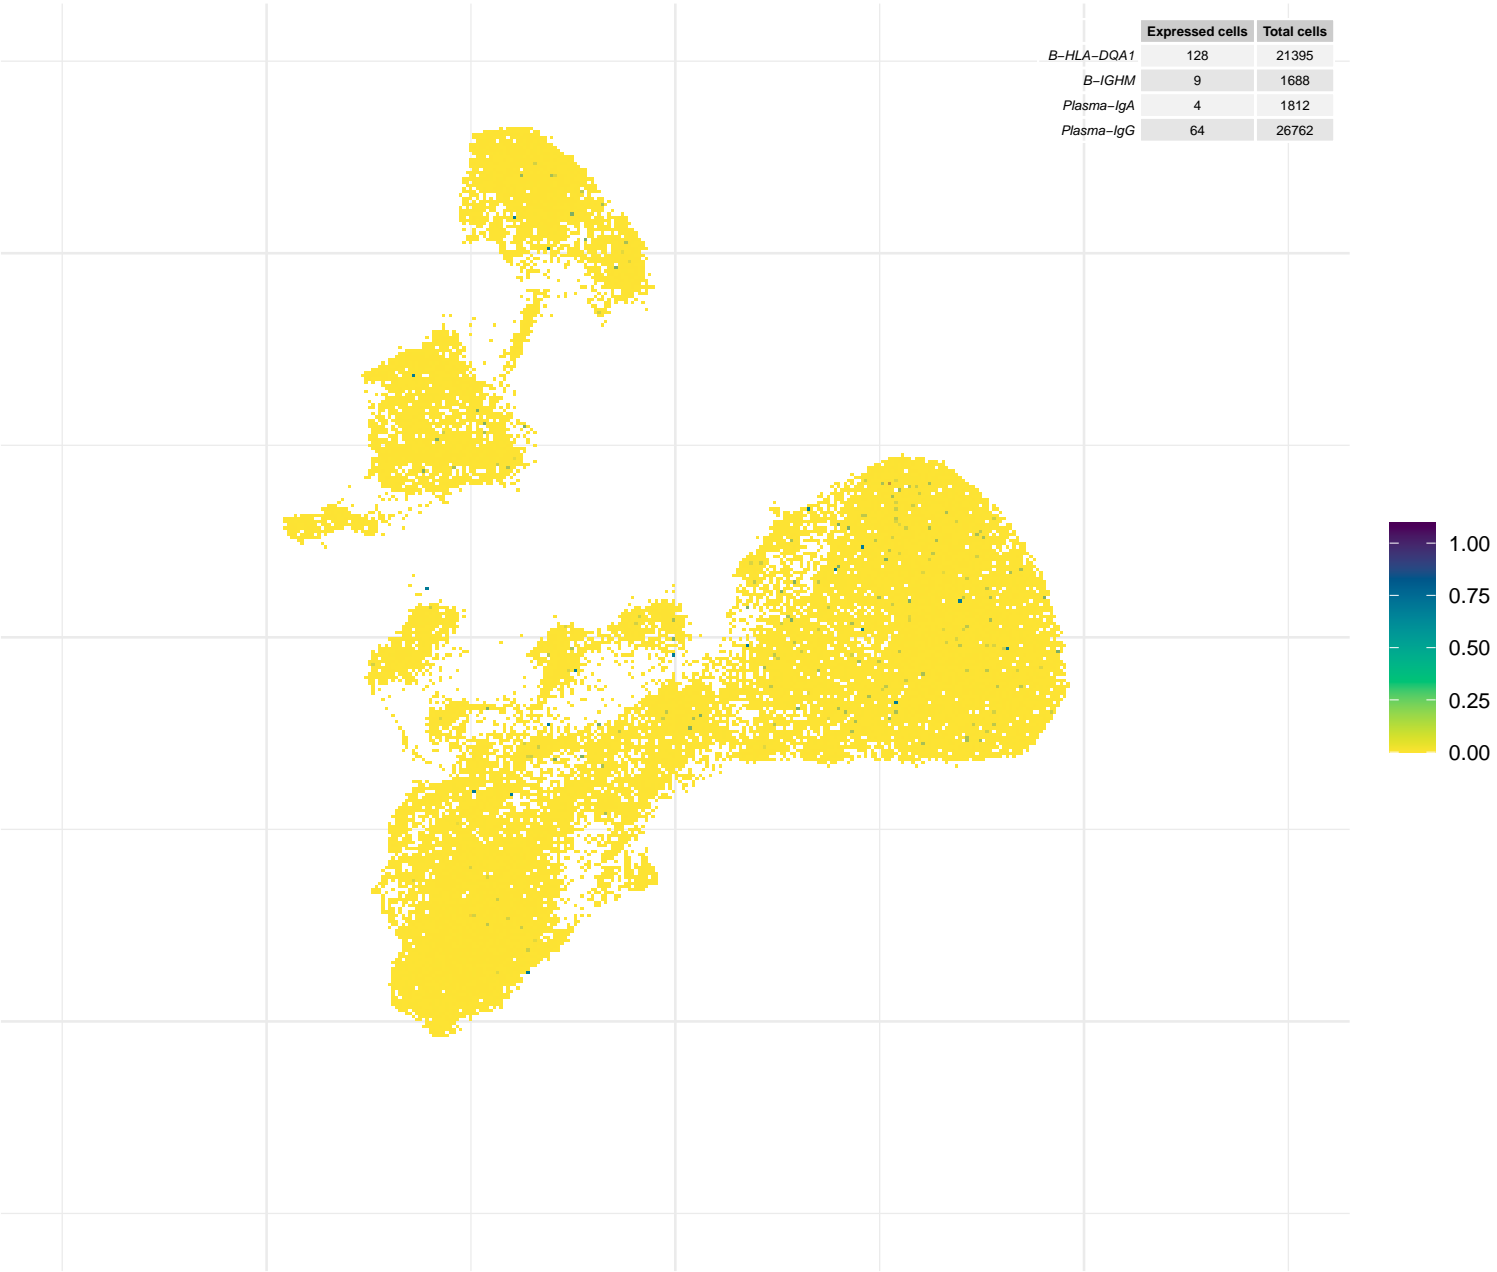 Expressed cells Total cells
B−HLA−DQA1 128 21395
B−IGHM 9 1688
Plasma−IgA 4 1812
Plasma−IgG 64 26762
1.00
0.75
0.50
0.25
0.00